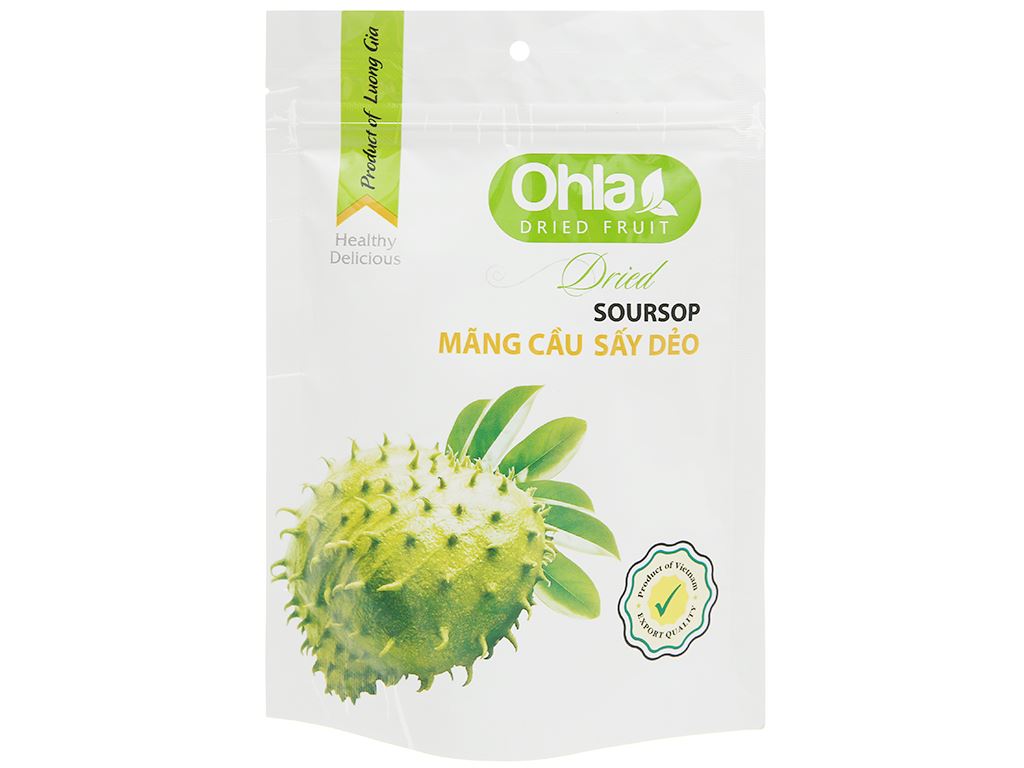 Product of Luong Gia
Healthy
Delicious
Ohla
DRIED FRUIT
Dried
SOURSOP
MÃNG CẦU SẤY DẺO
Product of Vietnam
EXPORT QUALITY